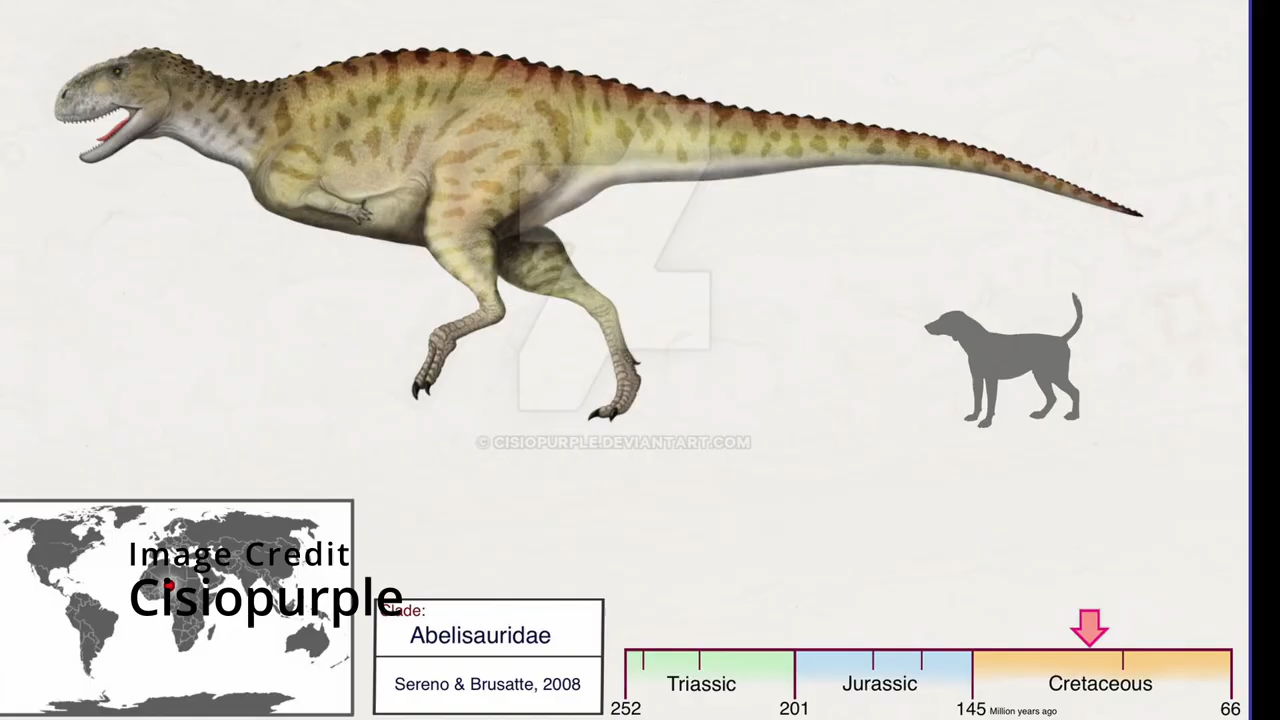 © CISIOPURPLE.DEVIANTART.COM
Image Credit
Cisiopurple
Clade:
Abelisauridae
Sereno & Brusatte, 2008
Triassic
Jurassic
Cretaceous
252
201
145 Million years ago
66